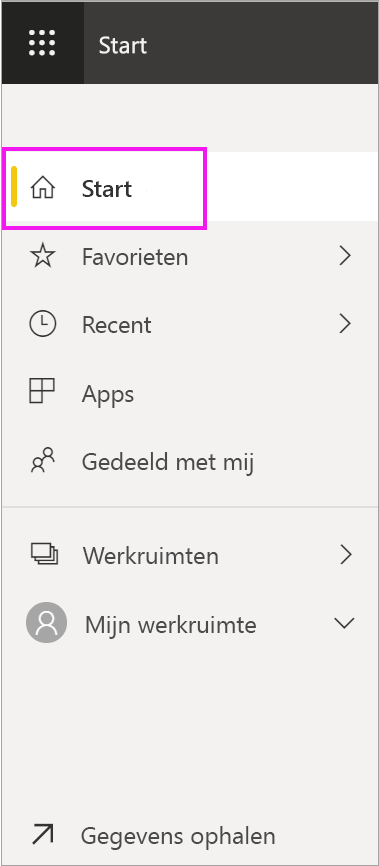 Start
Start
Favorieten
Recent
Apps
Gedeeld met mij
Werkruimten
Mijn werkruimte
Gegevens ophalen